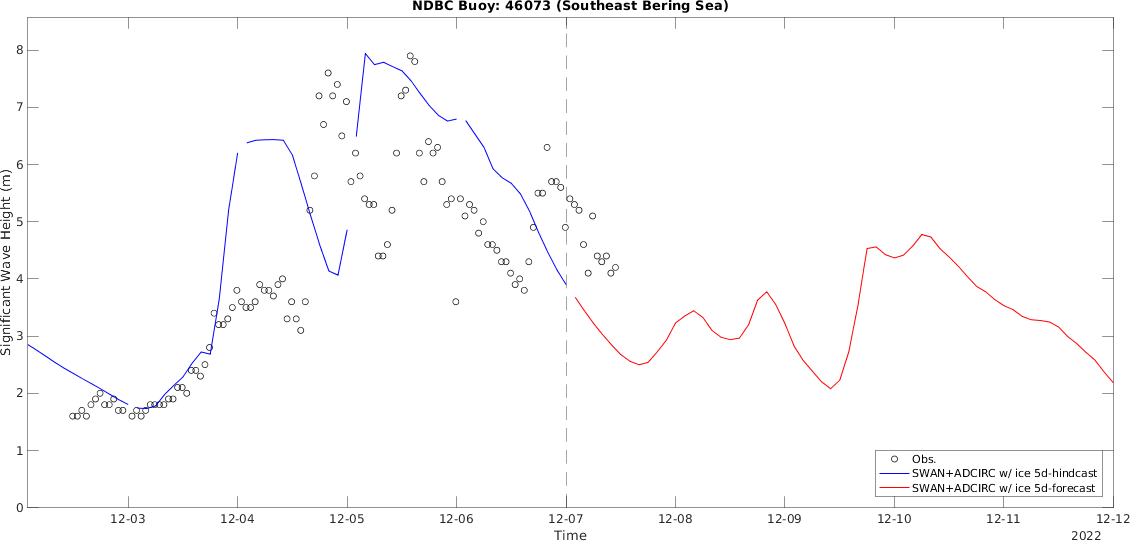 NDBC Buoy: 46073 (Southeast Bering Sea)
Significant Wave Height (m)
8
7
6
5
4
3
2
1
0
Obs.
SWAN+ADCIRC w/ ice 5d-hindcast
SWAN+ADCIRC w/ ice 5d-forecast
12-03 12-04 12-05 12-06 12-07 12-08 12-09 12-10 12-11 12-12
Time
2022